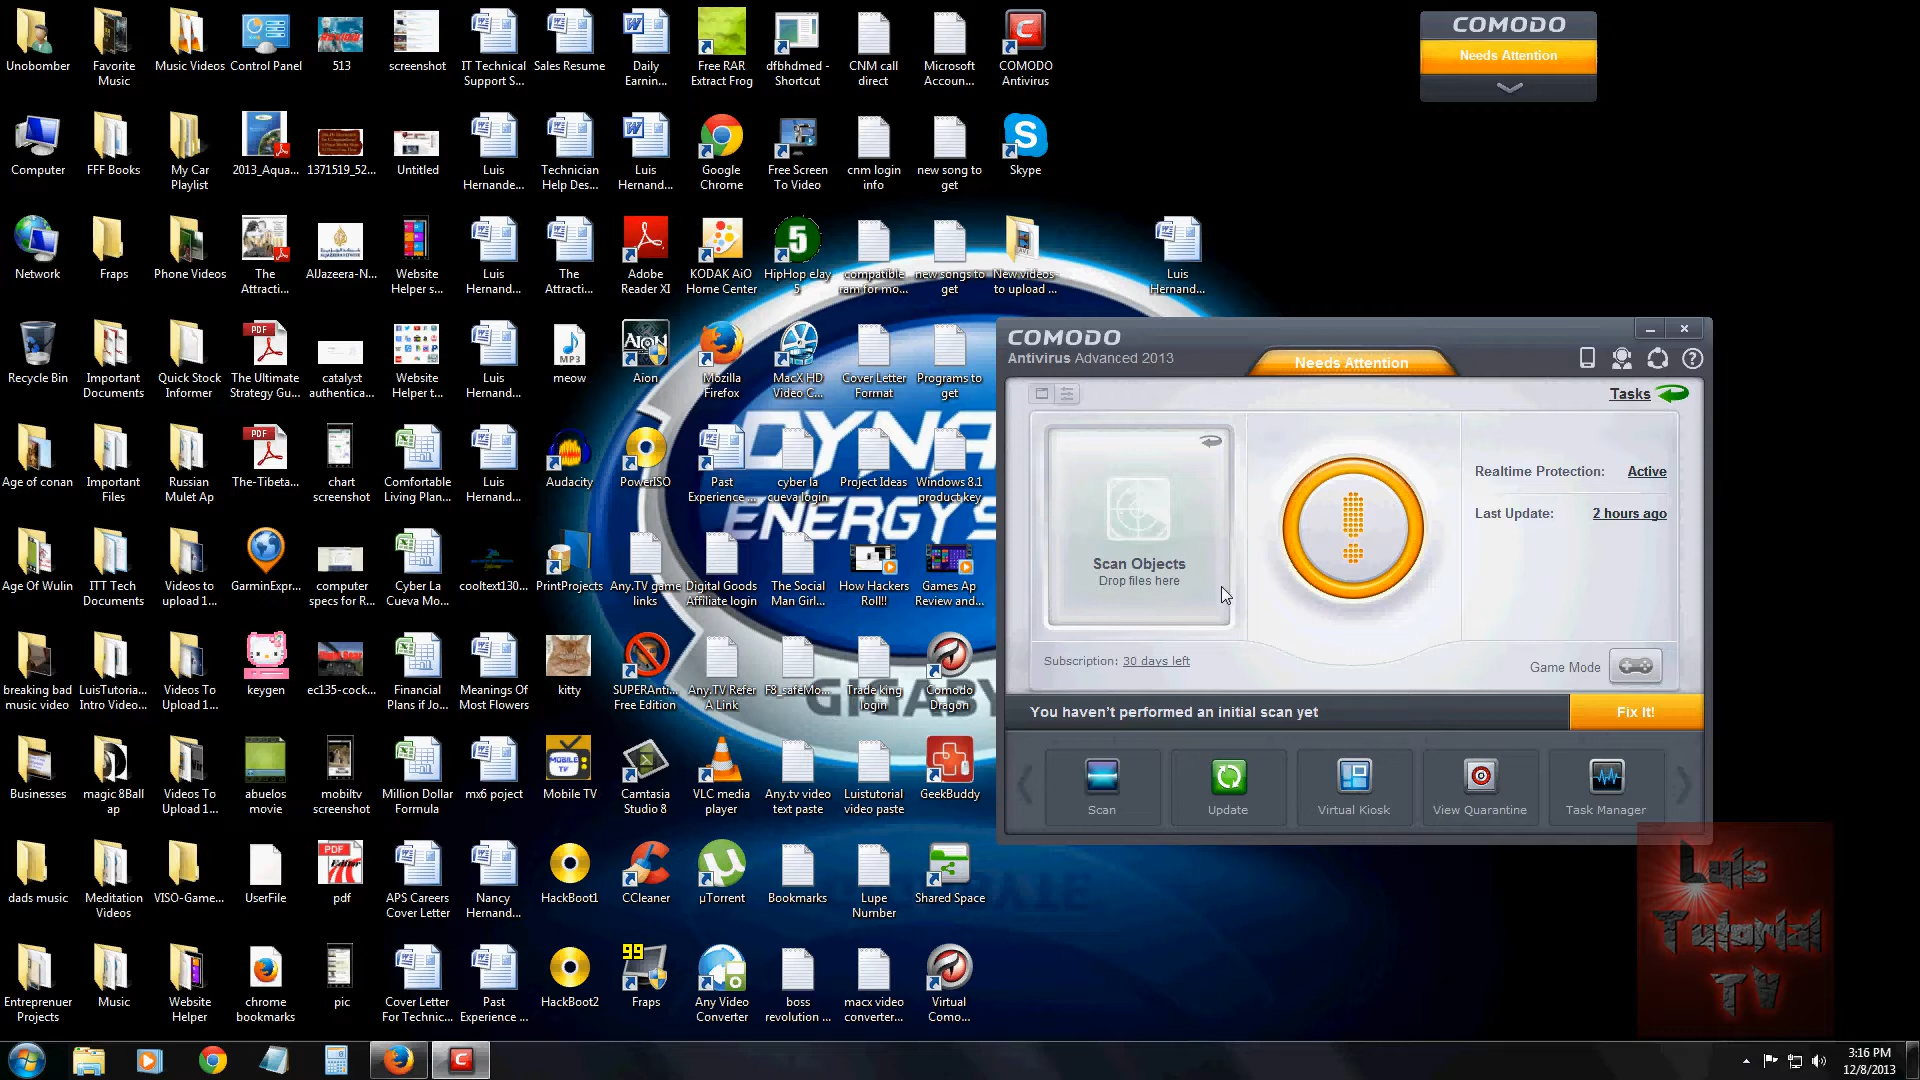 Unobomber
Favorite Music
Music Videos
Control Panel
513
screenshot
IT Technical Support S...
Sales Resume
Daily Earnin...
Free RAR Extract Frog
dfbhdmed - Shortcut
CNM call direct
Microsoft Accoun...
COMODO Antivirus
COMODO
Needs Attention
Computer
FFF Books
My Car Playlist
2013_Aqua...
1371519_52...
Untitled
Luis Hernande...
Technician Help Des...
Luis Hernand...
Google Chrome
Free Screen To Video
cnm login info
new song to get
Skype
Network
Fraps
Phone Videos
The Attracti...
AlJazeera-N...
Website Helper s...
Luis Hernand...
The Attracti...
Adobe Reader XI
KODAK AiO Home Center
HipHop eJay 5
compatible ram for mo...
new songs to get
New videos to upload ...
Luis Hernand...
Recycle Bin
Important Documents
Quick Stock Informer
The Ultimate Strategy Gu...
catalyst authentica...
Website Helper t...
Luis Hernand...
meow
Aion
Mozilla Firefox
MacX HD Video C...
Cover Letter Format
Programs to get
Age of conan
Important Files
Russian Mulet Ap
The-Tibeta...
chart screenshot
Comfortable Living Plan...
Luis Hernand...
Audacity
PowerISO
Past Experience ...
cyber la cueva login
Project Ideas
Windows 8.1 product key
Age Of Wulin
ITT Tech Documents
Videos to upload 1...
GarminExpr...
computer specs for R...
Cyber La Cueva Mo...
cooltext130...
PrintProjects
Any.TV game links
Digital Goods Affiliate login
The Social Man Girl...
How Hackers Roll!!
Games Ap Review and...
breaking bad music video
LuisTutoria... Intro Video...
Videos To Upload 1...
keygen
ec135-cock...
Financial Plans if Jo...
Meanings Of Most Flowers
kitty
SUPERAnti... Free Edition
Any.TV Refer A Link
F8_safeMo...
Trade king login
Comodo Dragon
Businesses
magic 8Ball ap
Videos To Upload 1...
abuelos movie
mobiltv screenshot
Million Dollar Formula
mx6 poject
Mobile TV
Camtasia Studio 8
VLC media player
Any.tv video text paste
Luistutorial video paste
GeekBuddy
dads music
Meditation Videos
VISO-Game...
UserFile
pdf
APS Careers Cover Letter
Nancy Hernand...
HackBoot1
CCleaner
µTorrent
Bookmarks
Lupe Number
Shared Space
Entreprenuer Projects
Music
Website Helper
chrome bookmarks
pic
Cover Letter For Technic...
Past Experience ...
HackBoot2
Fraps
Any Video Converter
boss revolution ...
macx video converter...
Virtual Como...
DYNA
ENERGY S
GIGABY
COMODO
Antivirus Advanced 2013
Needs Attention
Tasks
Scan Objects
Drop files here
Realtime Protection: Active
Last Update: 2 hours ago
Subscription: 30 days left
Game Mode
You haven't performed an initial scan yet
Fix It!
Scan
Update
Virtual Kiosk
View Quarantine
Task Manager
Luis
Tutorial
TV
3:16 PM
12/8/2013